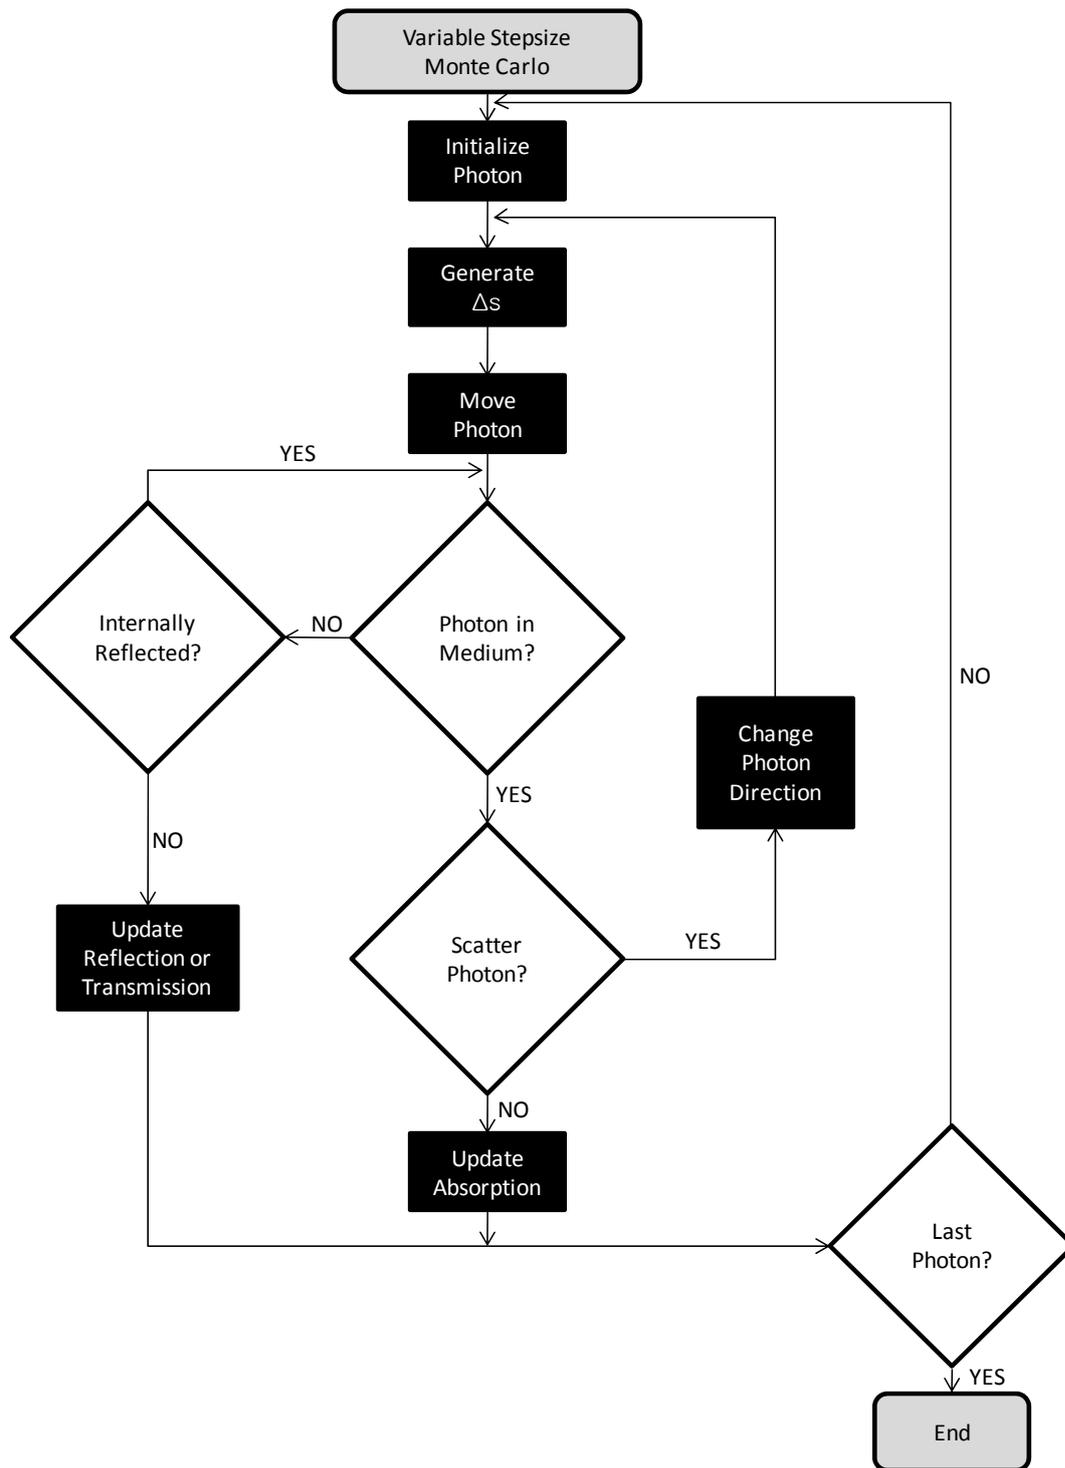 Variable Stepsize
Monte Carlo
Initialize
Photon
Generate
Δs
Move
Photon
YES
Internally
Reflected?
NO
Photon in
Medium?
NO
Change
Photon
Direction
YES
NO
Update
Reflection or
Transmission
Scatter
Photon?
YES
NO
Update
Absorption
Last
Photon?
YES
End